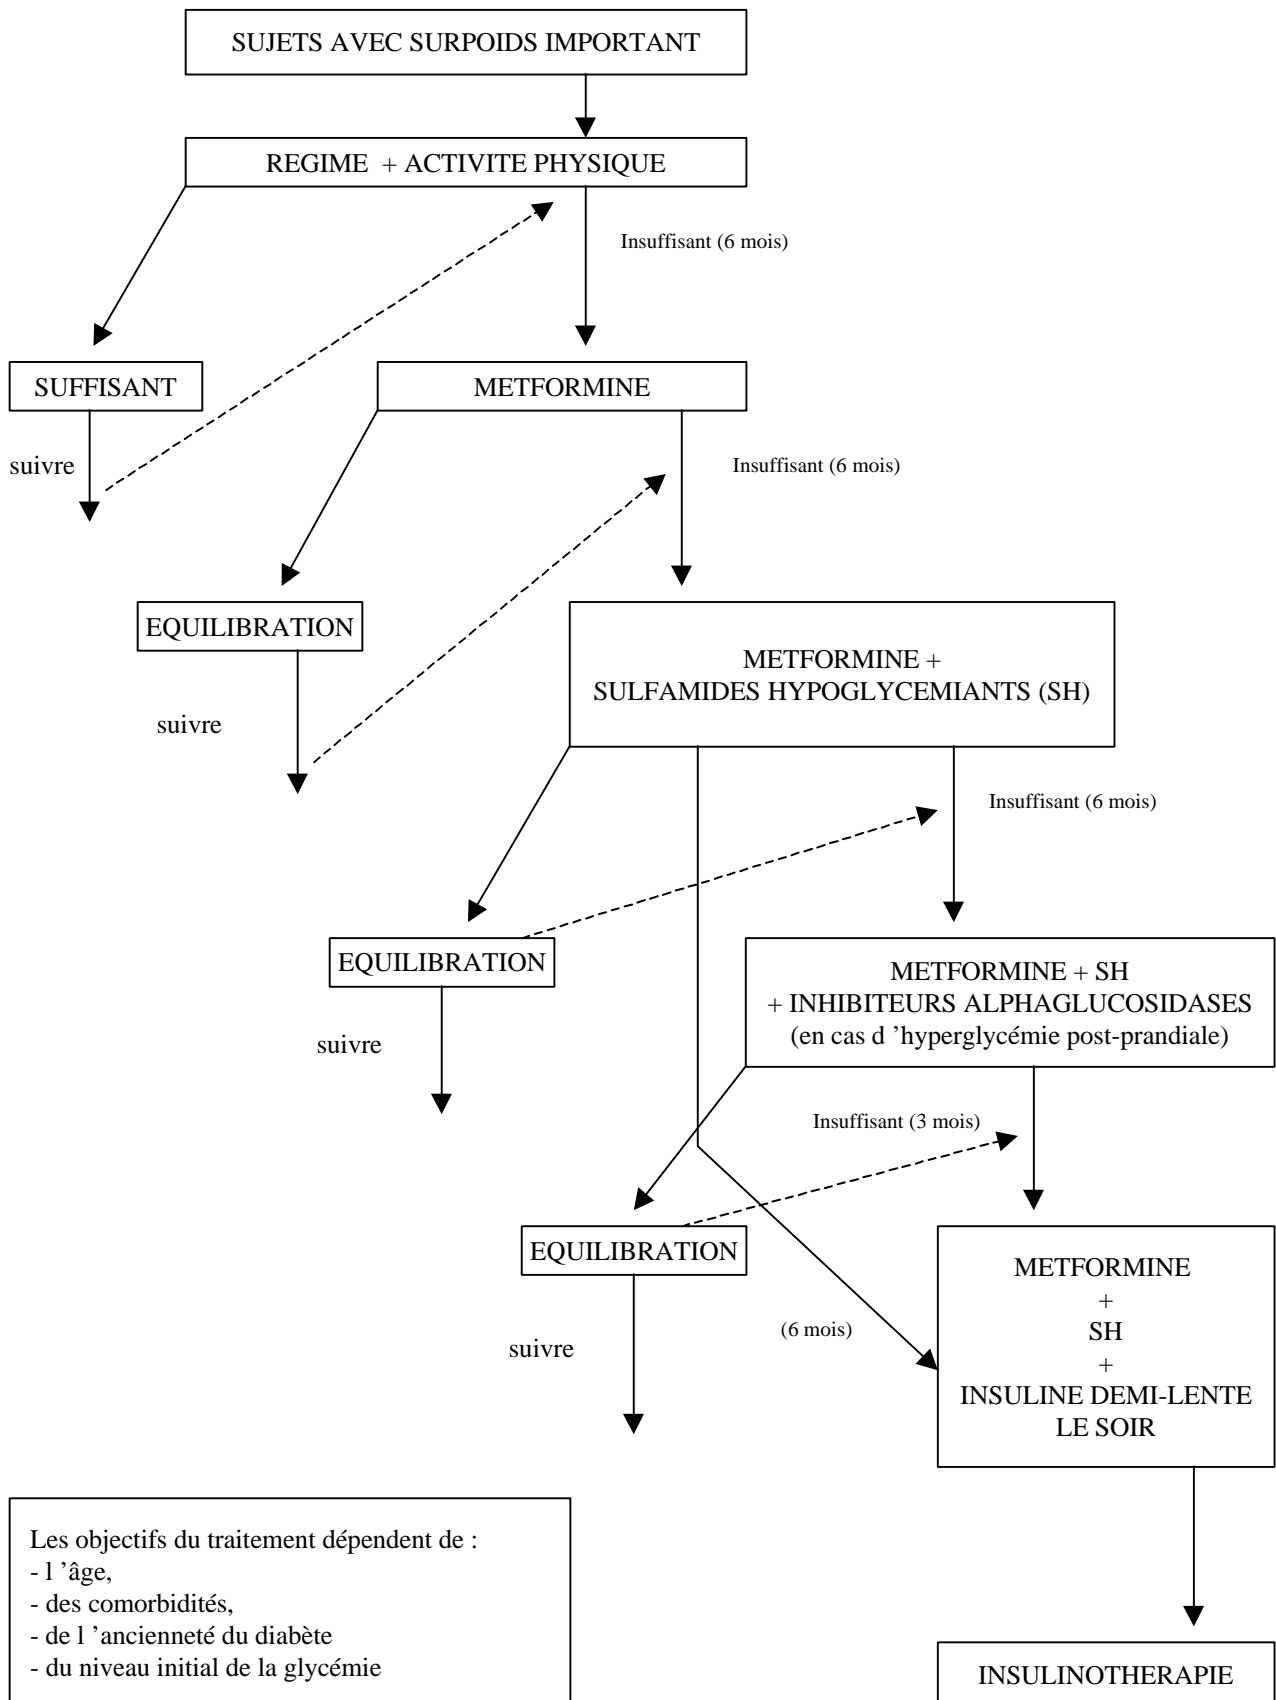 SUJETS AVEC SURPOIDS IMPORTANT
REGIME + ACTIVITE PHYSIQUE
Insuffisant (6 mois)
SUFFISANT
METFORMINE
suivre
Insuffisant (6 mois)
EQUILIBRATION
METFORMINE +
SULFAMIDES HYPOGLYCEMIANTS (SH)
suivre
Insuffisant (6 mois)
EQUILIBRATION
METFORMINE + SH
+ INHIBITEURS ALPHAGLUCOSIDASES
(en cas d ’hyperglycémie post-prandiale)
suivre
Insuffisant (3 mois)
EQUILIBRATION
METFORMINE
+
SH
+
INSULINE DEMI-LENTE
LE SOIR
(6 mois)
suivre
Les objectifs du traitement dépendent de :
- l ’âge,
- des comorbidités,
- de l ’ancienneté du diabète
- du niveau initial de la glycémie
INSULINOTHERAPIE